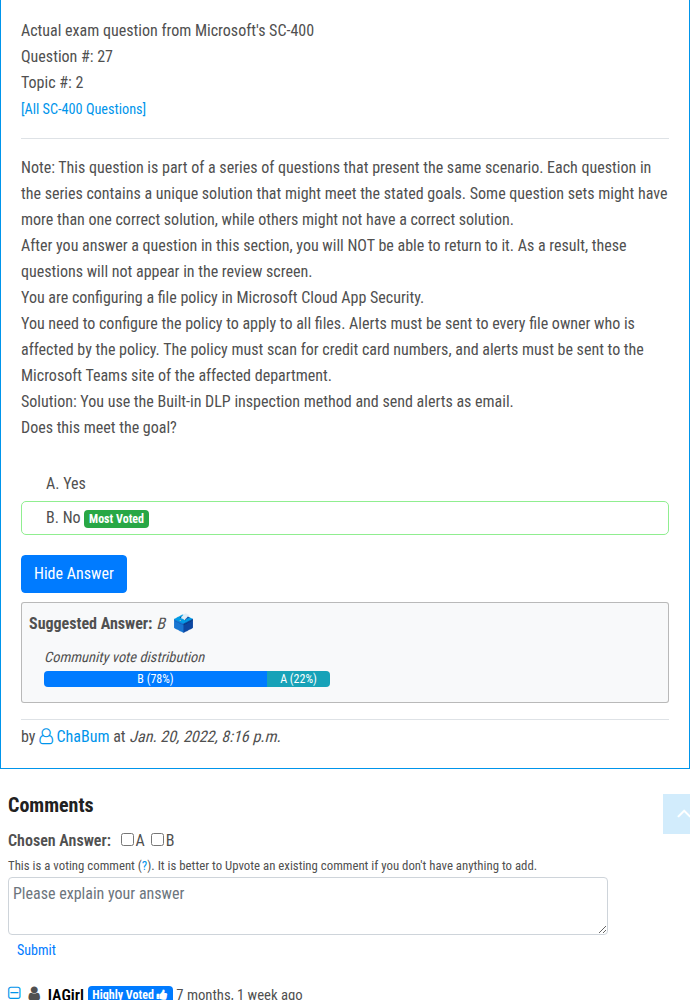 Actual exam question from Microsoft's SC-400
Question #: 27
Topic #: 2
[All SC-400 Questions]
Note: This question is part of a series of questions that present the same scenario. Each question in
the series contains a unique solution that might meet the stated goals. Some question sets might have
more than one correct solution, while others might not have a correct solution.
After you answer a question in this section, you will NOT be able to return to it. As a result, these
questions will not appear in the review screen.
You are configuring a file policy in Microsoft Cloud App Security.
You need to configure the policy to apply to all files. Alerts must be sent to every file owner who is
affected by the policy. The policy must scan for credit card numbers, and alerts must be sent to the
Microsoft Teams site of the affected department.
Solution: You use the Built-in DLP inspection method and send alerts as email.
Does this meet the goal?
A. Yes
B. No Most Voted
Hide Answer
Suggested Answer: B
Community vote distribution
B (78%) A (22%)
by ChaBum at Jan. 20, 2022, 8:16 p.m.
Comments
Chosen Answer: A B
This is a voting comment (?). It is better to Upvote an existing comment if you don't have anything to add.
Please explain your answer
Submit
IAGirl Highly Voted 7 months, 1 week ago